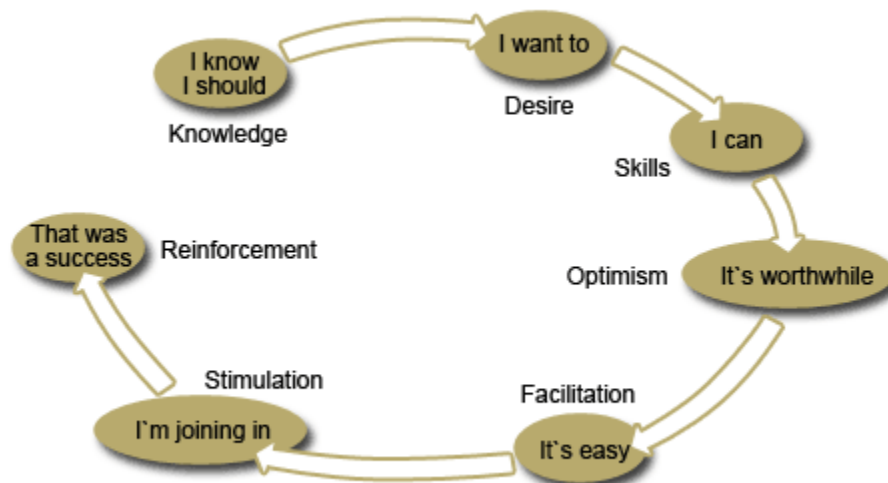 I know
I should
Knowledge
I want to
Desire
I can
Skills
It`s worthwhile
Optimism
It`s easy
Facilitation
I`m joining in
Stimulation
That was
a success
Reinforcement